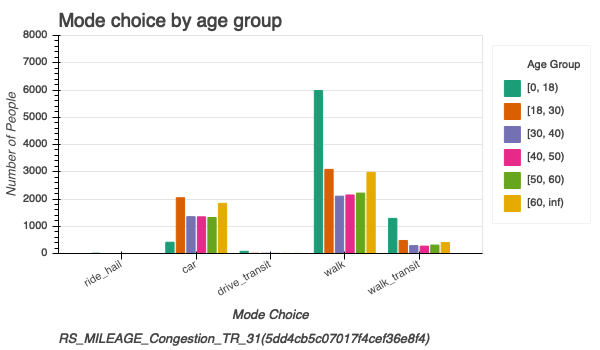 Mode choice by age group
8000
7000
6000
5000
4000
3000
2000
1000
0
Number of People
ride_hail
car
drive_transit
walk
walk_transit
Mode Choice
Age Group
[0, 18)
[18, 30)
[30, 40)
[40, 50)
[50, 60)
[60, inf)
RS_MILEAGE_Congestion_TR_31(5dd4cb5c07017f4cef36e8f4)